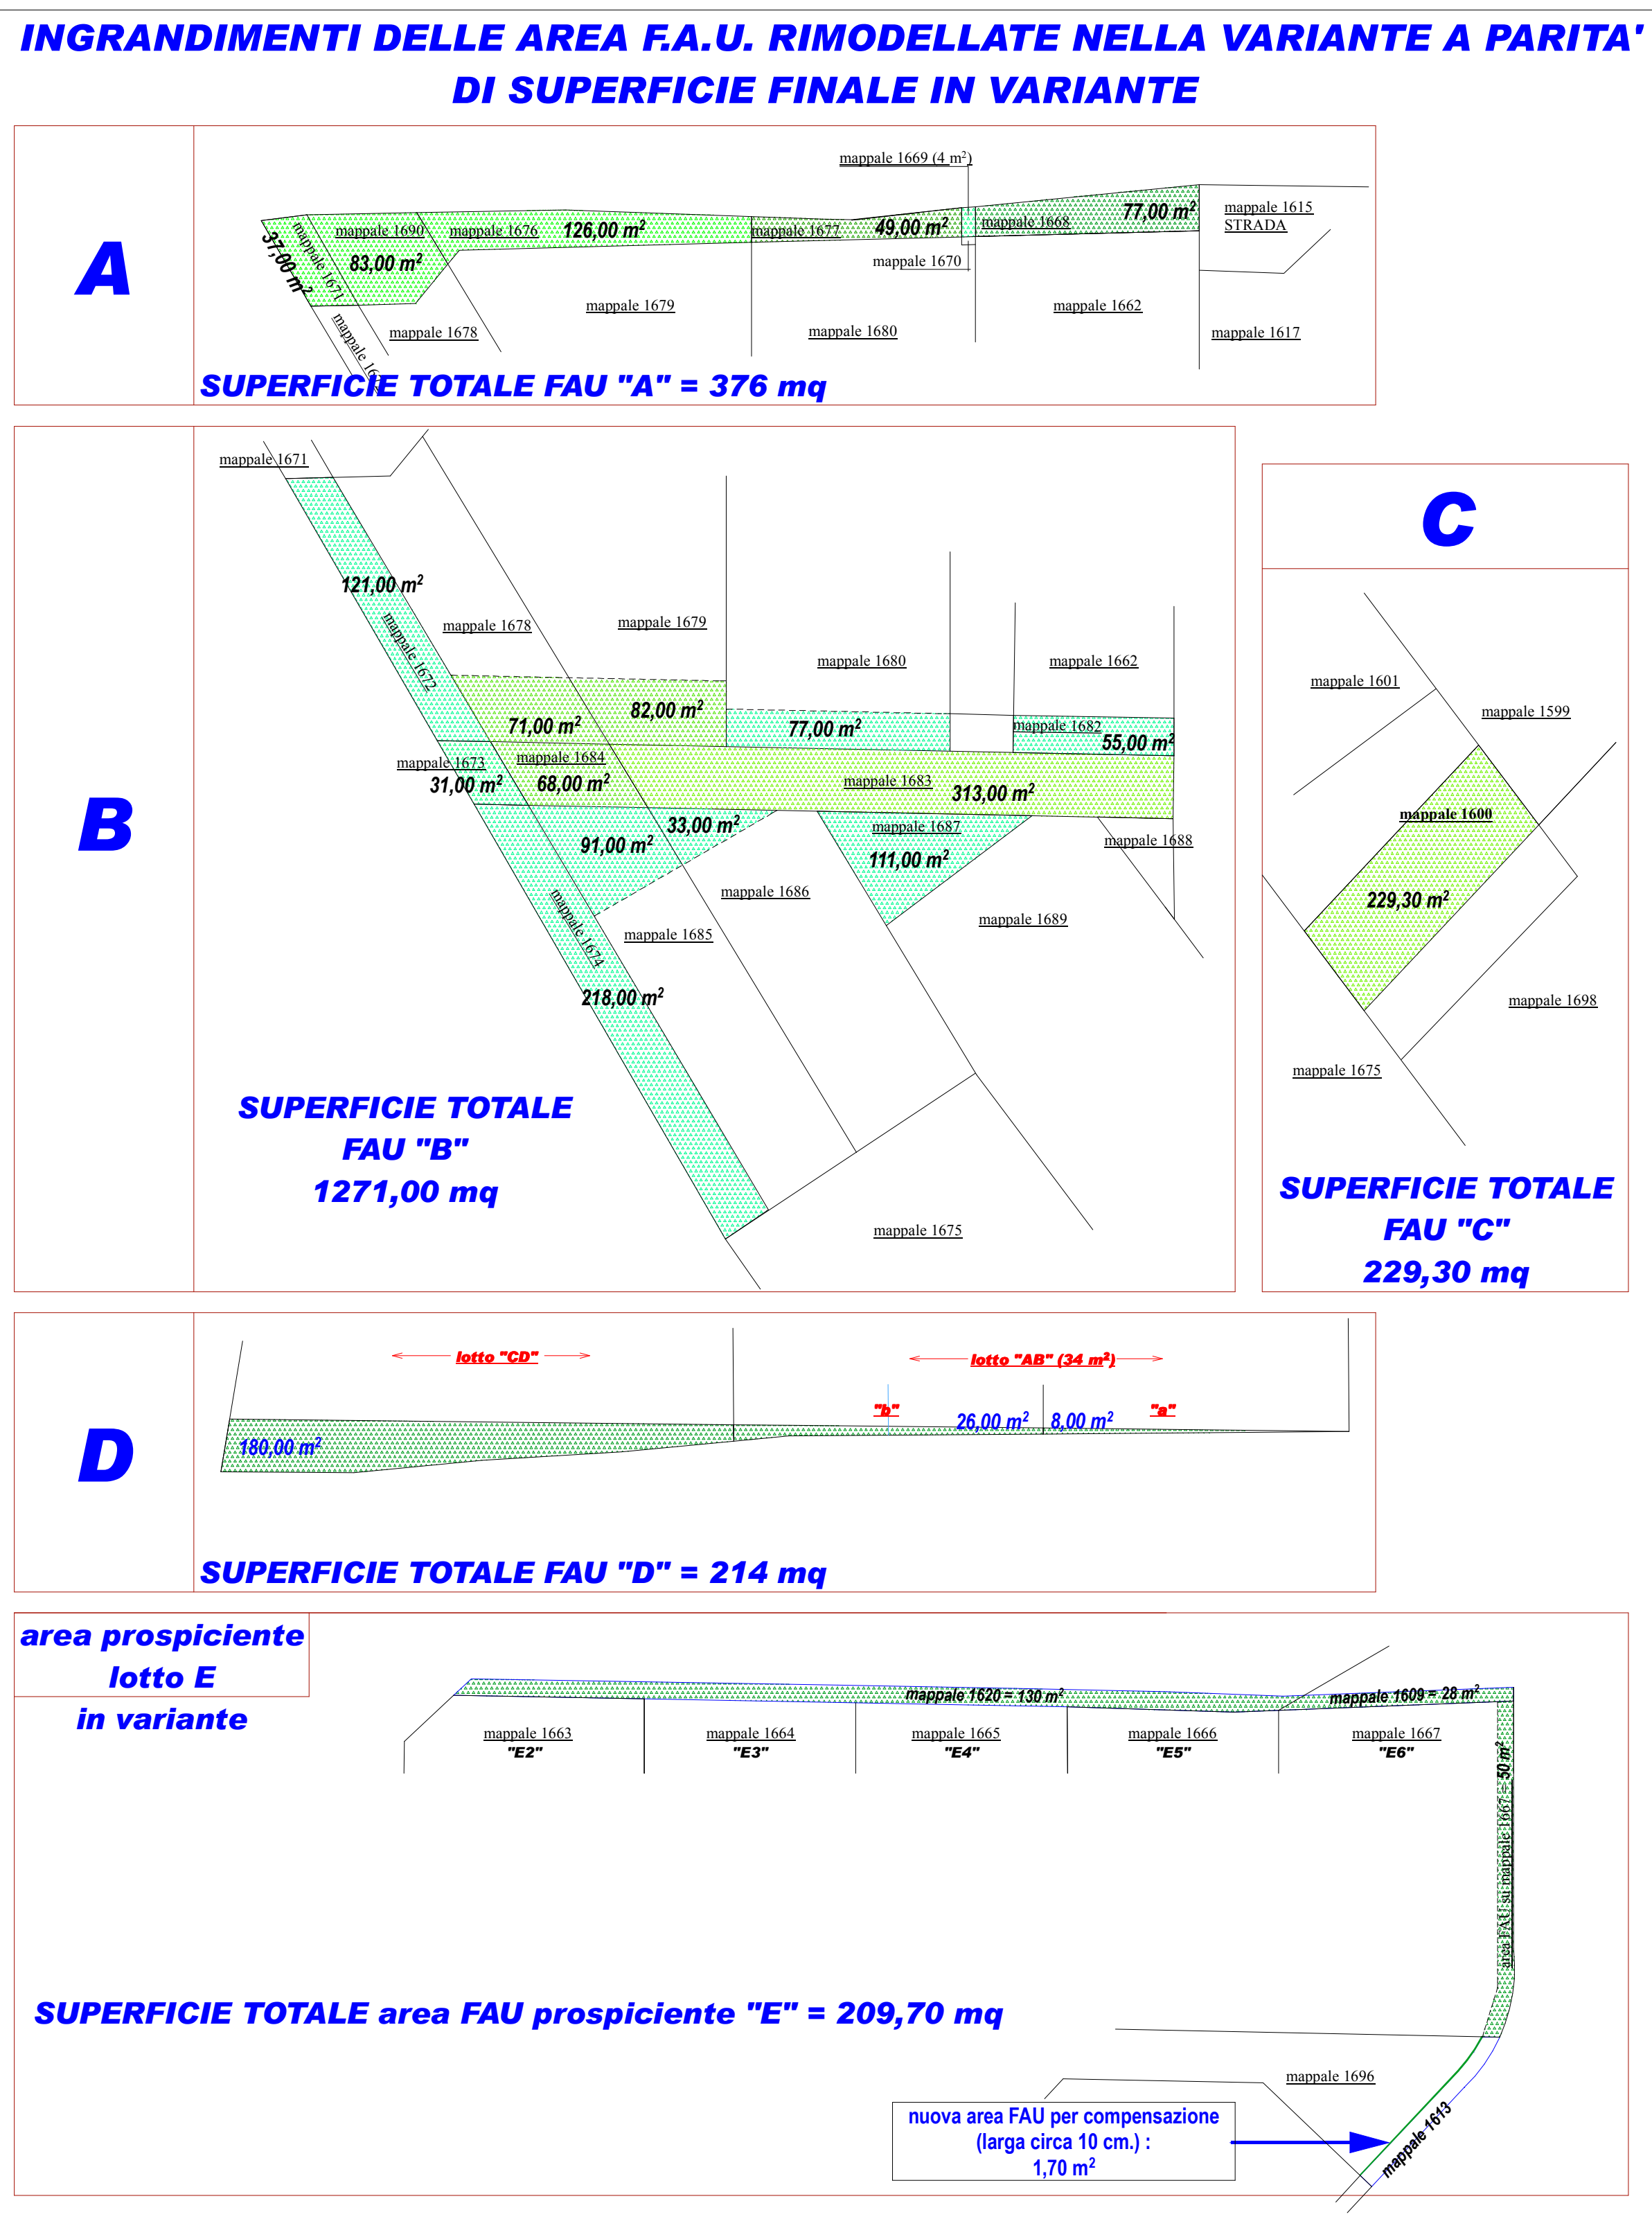 INGRANDIMENTI DELLE AREA F.A.U. RIMODELLATE NELLA VARIANTE A PARITA'
DI SUPERFICIE FINALE IN VARIANTE
A
mappale 1669 (4 m²)
37,00 m²
mappale 1671
mappale 1690
83,00 m²
mappale 1676
126,00 m²
mappale 1677
49,00 m²
mappale 1668
77,00 m²
mappale 1615
STRADA
mappale 1670
mappale 1679
mappale 1662
mappale 1678
mappale 1680
mappale 1617
SUPERFICIE TOTALE FAU "A" = 376 mq
B
mappale 1671
121,00 m²
mappale 1672
mappale 1678
mappale 1679
mappale 1680
mappale 1662
71,00 m²
82,00 m²
77,00 m²
mappale 1682
55,00 m²
mappale 1673
31,00 m²
mappale 1684
68,00 m²
mappale 1683
313,00 m²
33,00 m²
91,00 m²
mappale 1687
111,00 m²
mappale 1688
mappale 1686
mappale 1674
mappale 1685
mappale 1689
218,00 m²
mappale 1675
SUPERFICIE TOTALE
FAU "B"
1271,00 mq
C
mappale 1601
mappale 1599
mappale 1600
229,30 m²
mappale 1698
mappale 1675
SUPERFICIE TOTALE
FAU "C"
229,30 mq
D
lotto "CD"
lotto "AB" (34 m²)
"b"
26,00 m²
8,00 m²
"a"
180,00 m²
SUPERFICIE TOTALE FAU "D" = 214 mq
area prospiciente
lotto E
in variante
mappale 1620 = 130 m²
mappale 1609 = 28 m²
mappale 1663
"E2"
mappale 1664
"E3"
mappale 1665
"E4"
mappale 1666
"E5"
mappale 1667
"E6"
area FAU su mappale 1667 = 50 m²
SUPERFICIE TOTALE area FAU prospiciente "E" = 209,70 mq
mappale 1696
mappale 1613
nuova area FAU per compensazione
(larga circa 10 cm.) :
1,70 m²